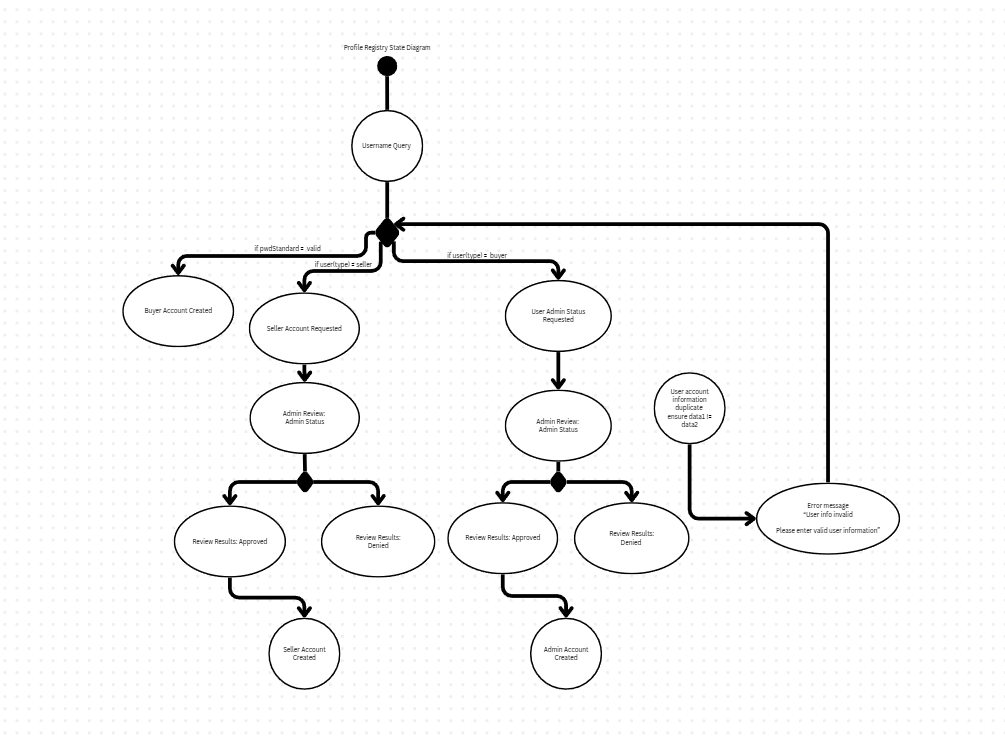 Profile Registry State Diagram
Username Query
if pwdStandard = valid
if user(type) = seller
if user(type) = buyer
Buyer Account Created
Seller Account Requested
User Admin Status
Requested
Admin Review:
Admin Status
Admin Review:
Admin Status
User account
information
duplicate
ensure data1 !=
data2
Review Results: Approved
Review Results:
Denied
Review Results: Approved
Review Results:
Denied
Error message
"User info invalid
Please enter valid user information"
Seller Account
Created
Admin Account
Created